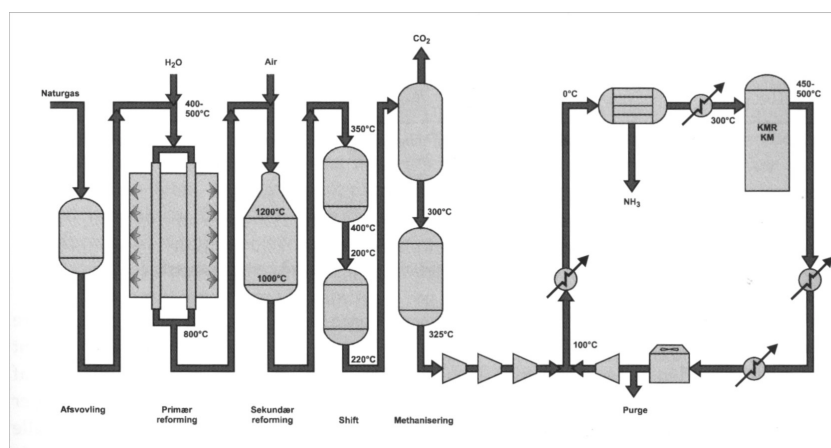 CO₂
H₂O
Air
Naturgas
400-
500°C
350°C
1200°C
400°C
200°C
1000°C
800°C
220°C
300°C
325°C
0°C
300°C
450-
500°C
KMR
KM
NH₃
100°C
Purge
Afsvovling
Primær
reforming
Sekundær
reforming
Shift
Methanisering